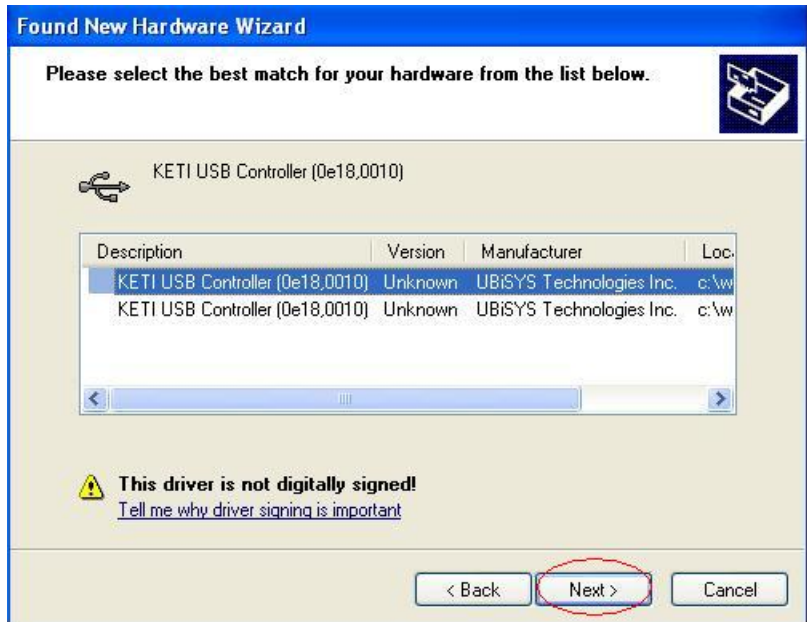 Found New Hardware Wizard
Please select the best match for your hardware from the list below.
KETI USB Controller (0e18,0010)
Description Version Manufacturer Loc
KETI USB Controller (0e18,0010) Unknown UBiSYS Technologies Inc. c:\w
KETI USB Controller (0e18,0010) Unknown UBiSYS Technologies Inc. c:\w
This driver is not digitally signed!
Tell me why driver signing is important
< Back Next > Cancel